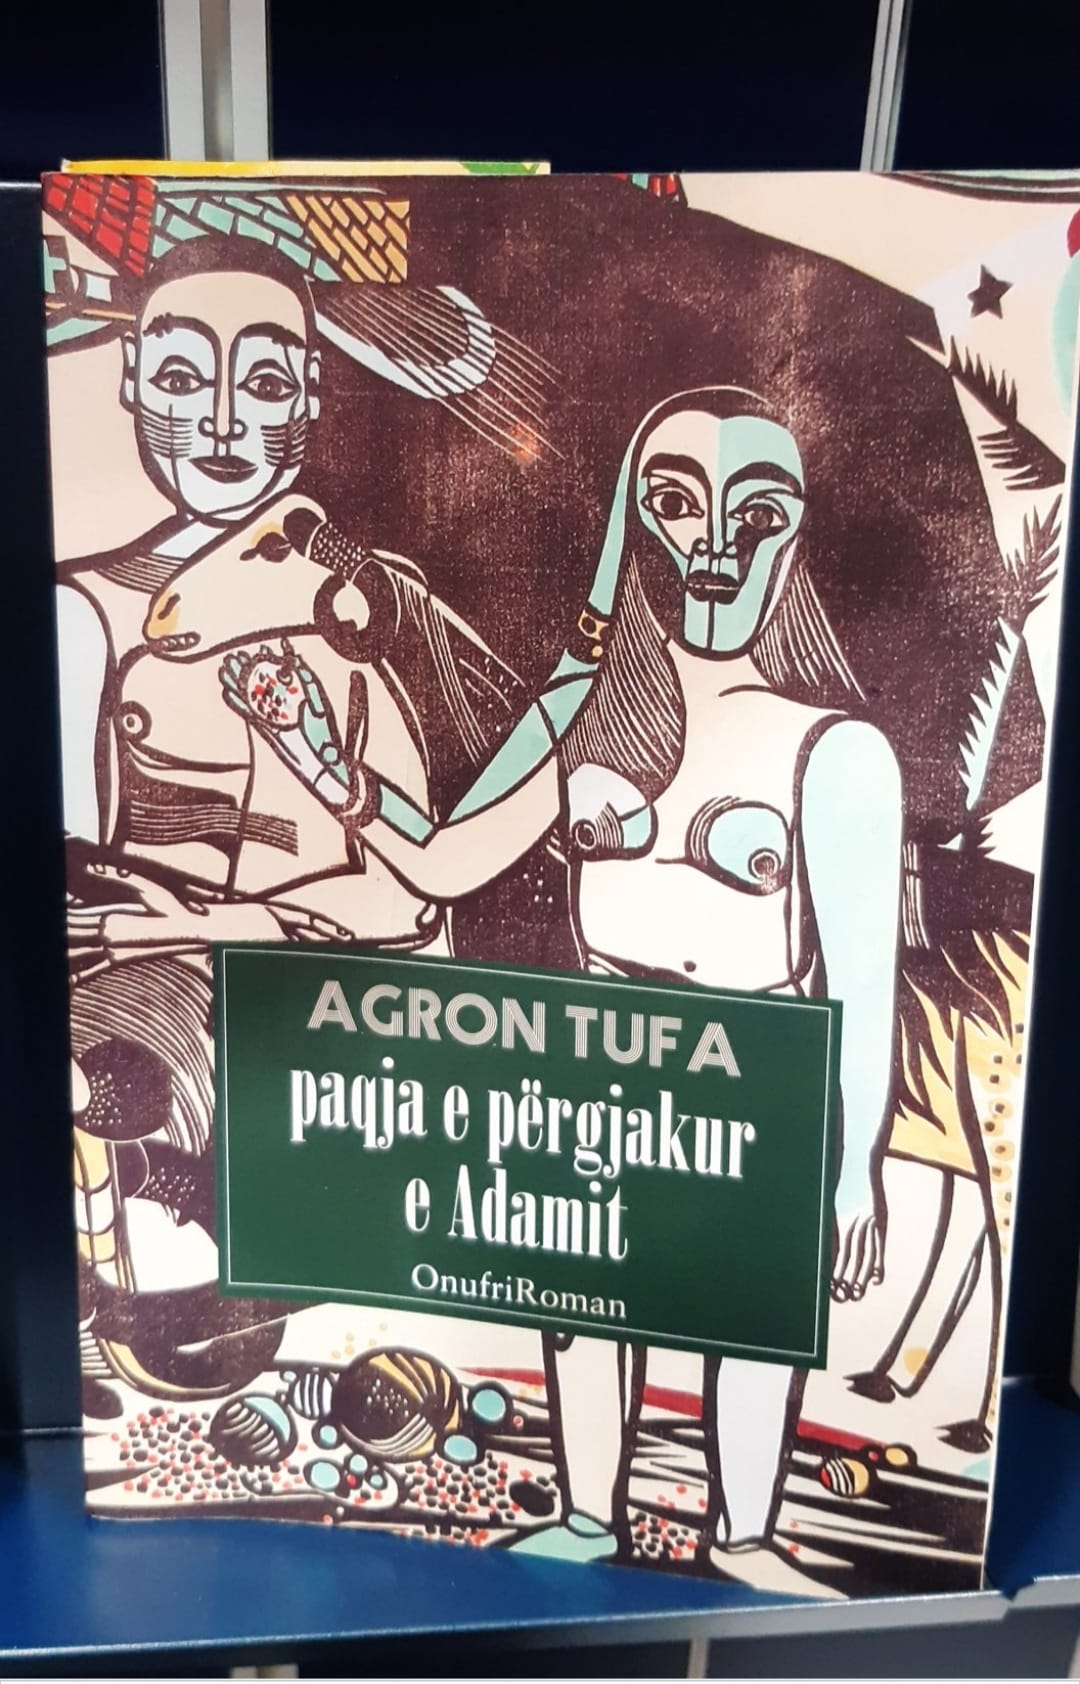 AGRON TUFA
paqja e përgjakur
e Adamit
OnufriRoman